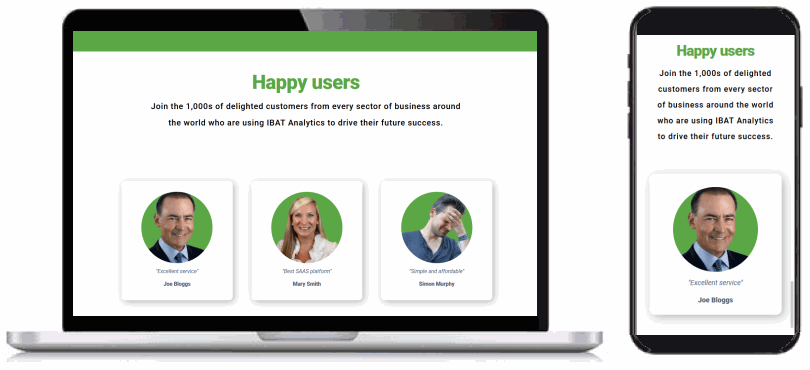 Happy users
Join the 1,000s of delighted customers from every sector of business around
the world who are using IBAT Analytics to drive their future success.
"Excellent service"
Joe Bloggs
"Best SAAS platform"
Mary Smith
"Simple and affordable"
Simon Murphy
Happy users
Join the 1,000s of delighted
customers from every sector
of business around the world
who are using IBAT Analytics
to drive their future success.
"Excellent service"
Joe Bloggs